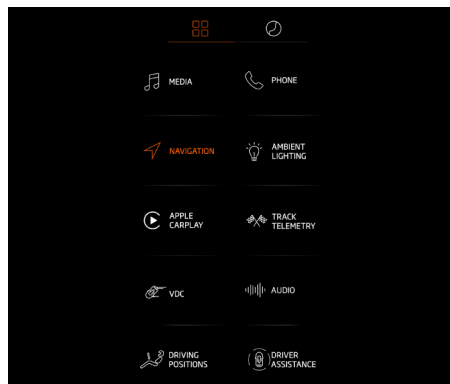 MEDIA
PHONE
NAVIGATION
AMBIENT
LIGHTING
APPLE
CARPLAY
TRACK
TELEMETRY
VDC
AUDIO
DRIVING
POSITIONS
DRIVER
ASSISTANCE